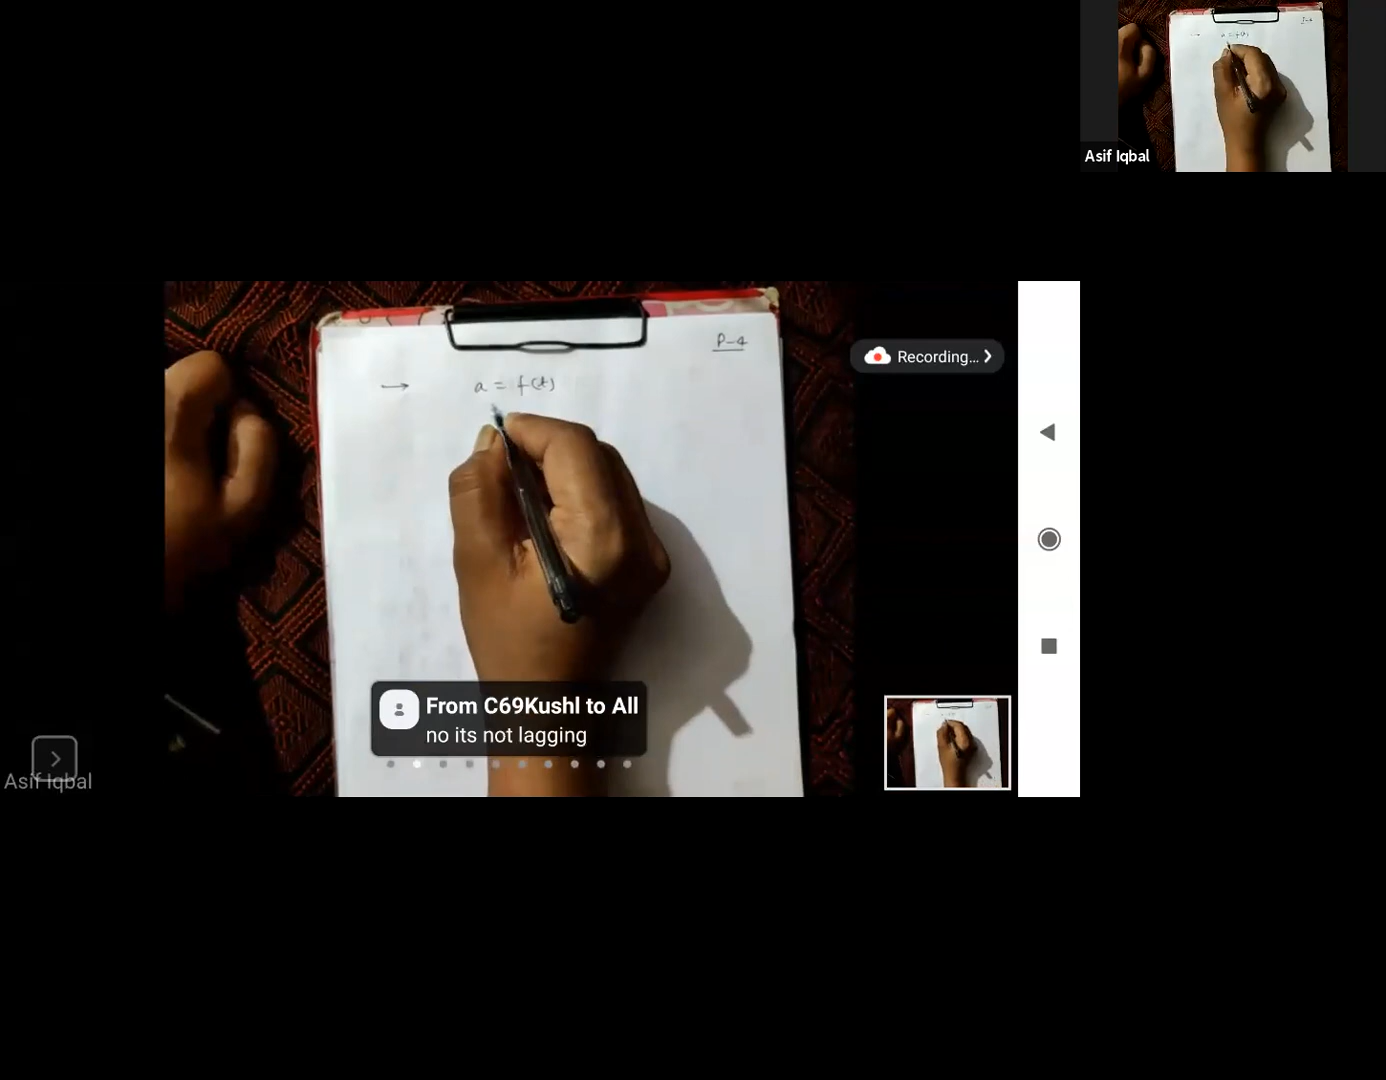 Asif Iqbal
P-4
Recording...
→ a = f(t)
From C69Kushl to All
no its not lagging
Asif Iqbal